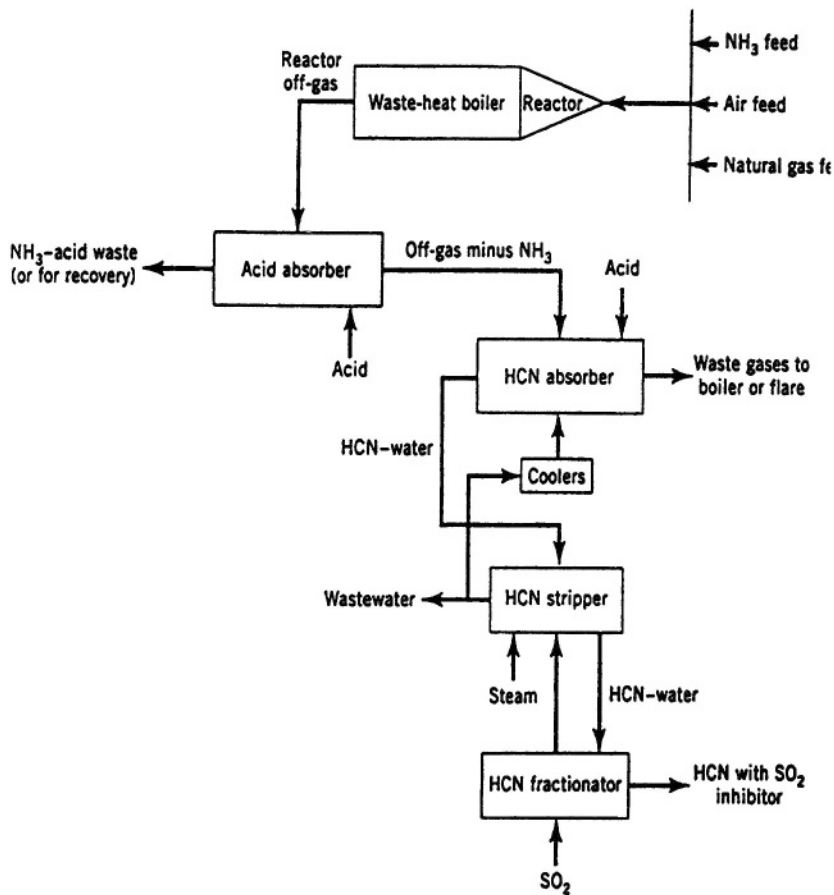 NH₃ feed
Reactor
off-gas
Waste-heat boiler
Reactor
Air feed
Natural gas fe
NH₃–acid waste
(or for recovery)
Acid absorber
Off-gas minus NH₃
Acid
Acid
HCN absorber
Waste gases to
boiler or flare
HCN–water
Coolers
Wastewater
HCN stripper
Steam
HCN–water
HCN fractionator
HCN with SO₂
inhibitor
SO₂